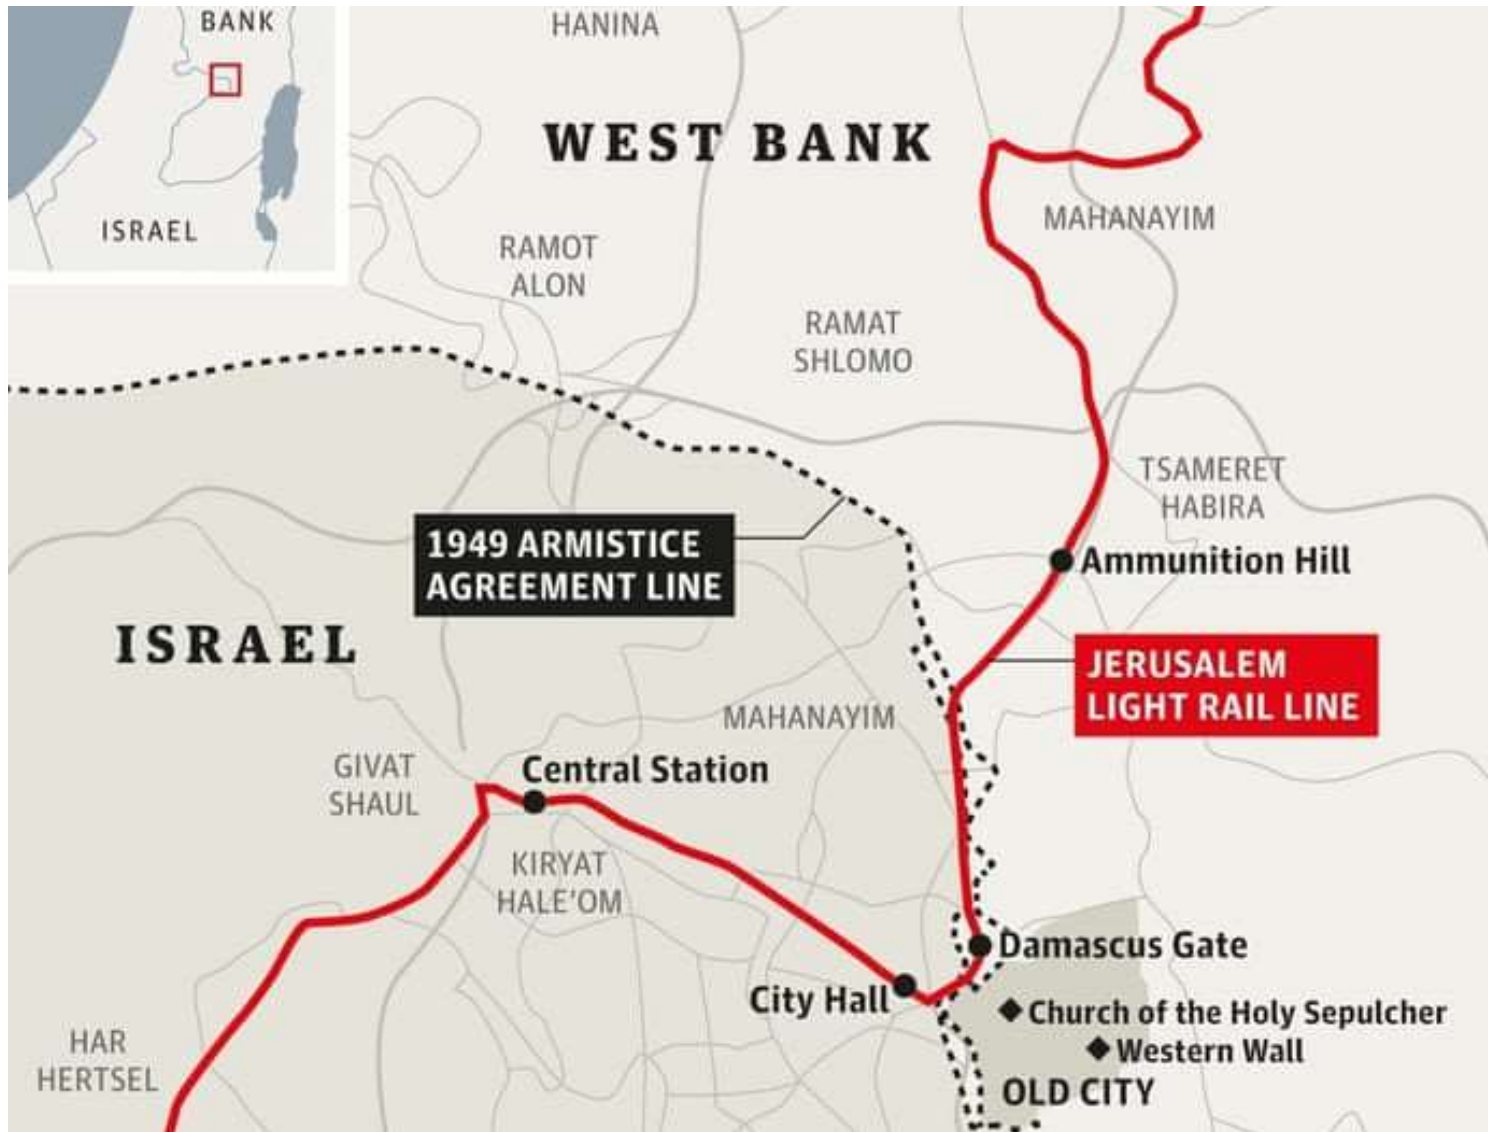 BANK
ISRAEL
HANINA
WEST BANK
MAHANAYIM
RAMOT
ALON
RAMAT
SHLOMO
TSAMERET
HABIRA
1949 ARMISTICE
AGREEMENT LINE
Ammunition Hill
ISRAEL
JERUSALEM
LIGHT RAIL LINE
MAHANAYIM
GIVAT
SHAUL
Central Station
KIRYAT
HALE'OM
Damascus Gate
City Hall
Church of the Holy Sepulcher
Western Wall
HAR
HERTSEL
OLD CITY